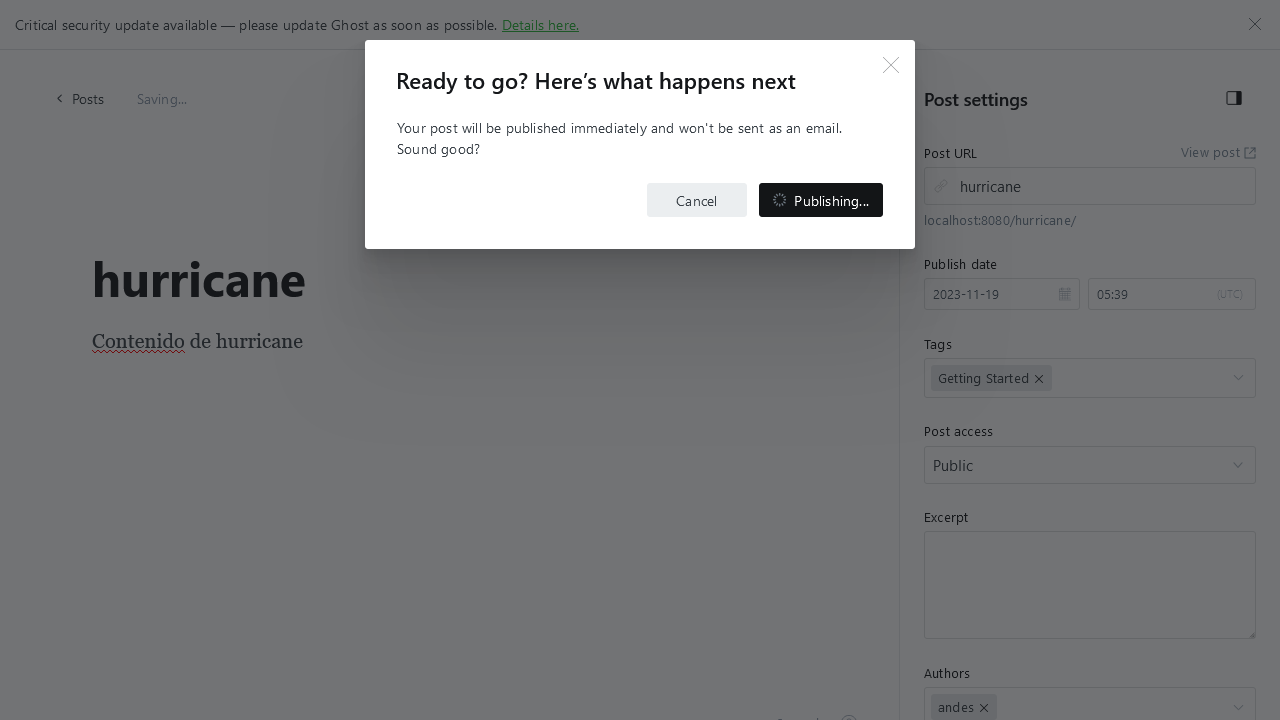 Critical security update available — please update Ghost as soon as possible. Details here.
Ready to go? Here’s what happens next
Your post will be published immediately and won't be sent as an email.
Sound good?
Cancel
Publishing...
Posts
Saving...
hurricane
Contenido de hurricane
Post settings
Post URL
View post
hurricane
localhost:8080/hurricane/
Publish date
2023-11-19
05:39
(UTC)
Tags
Getting Started
Post access
Public
Excerpt
Authors
andes